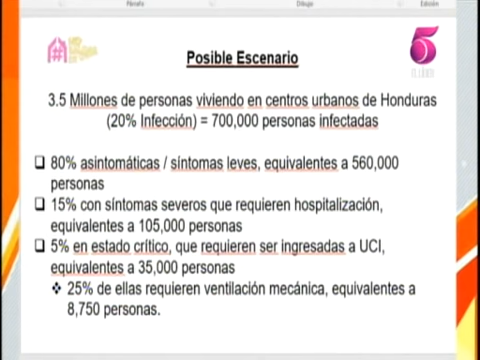 Párrafo
Dibujo
Edición
5
Posible Escenario
3.5 Millones de personas viviendo en centros urbanos de Honduras
(20% Infección) = 700,000 personas infectadas
80% asintomáticas / síntomas leves, equivalentes a 560,000
personas
15% con síntomas severos que requieren hospitalización,
equivalentes a 105,000 personas
5% en estado crítico, que requieren ser ingresadas a UCI,
equivalentes a 35,000 personas
25% de ellas requieren ventilación mecánica, equivalentes a
8,750 personas.